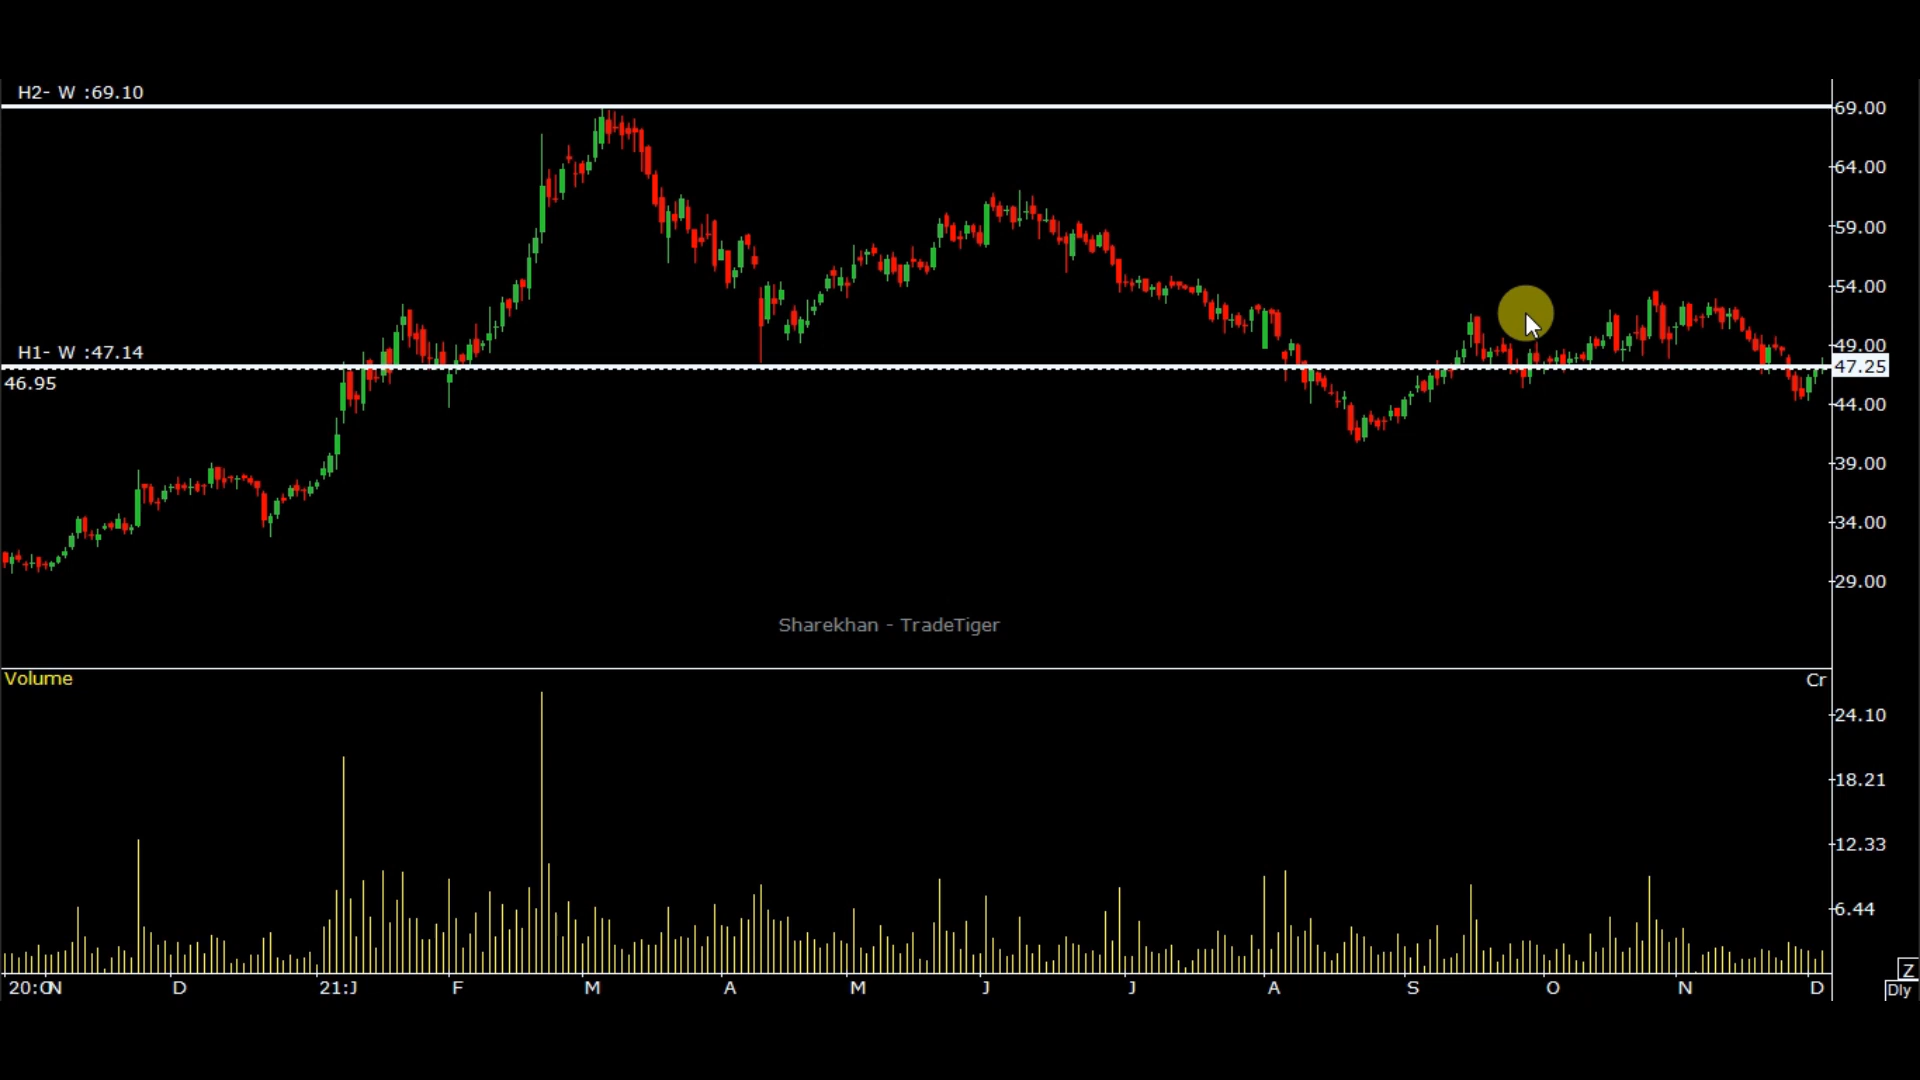 H2- W :69.10
69.00
64.00
59.00
54.00
H1- W :47.14
49.00
47.25
46.95
44.00
39.00
34.00
29.00
Sharekhan - TradeTiger
Volume
Cr
24.10
18.21
12.33
6.44
Z
20:ON D 21:J F M A M J J A S O N D
Dly